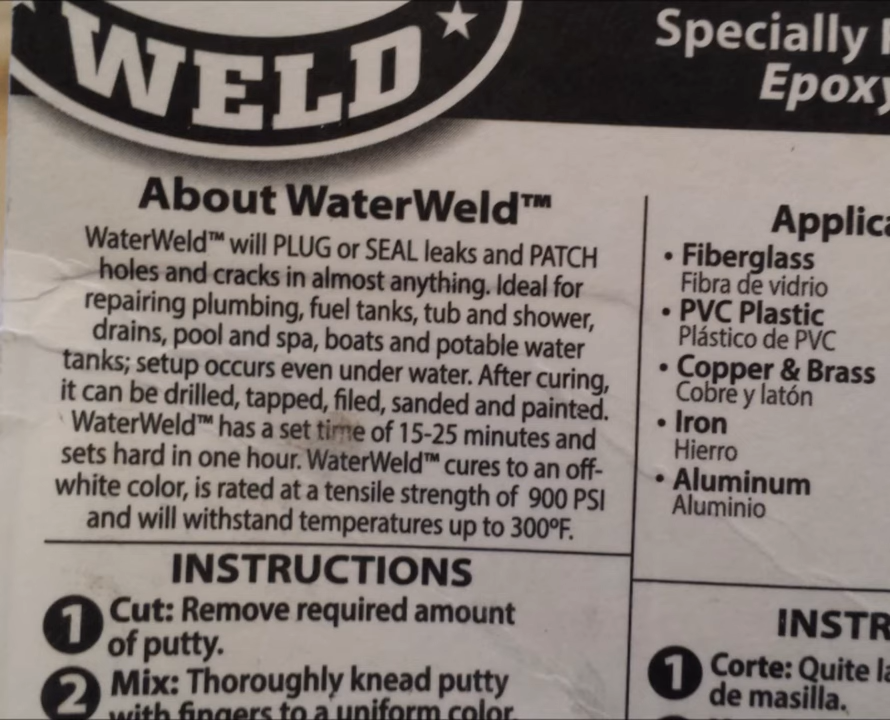 WELD
Specially
Epoxy
About WaterWeld™
WaterWeld™ will PLUG or SEAL leaks and PATCH
holes and cracks in almost anything. Ideal for
repairing plumbing, fuel tanks, tub and shower,
drains, pool and spa, boats and potable water
tanks; setup occurs even under water. After curing,
it can be drilled, tapped, filed, sanded and painted.
WaterWeld™ has a set time of 15-25 minutes and
sets hard in one hour. WaterWeld™ cures to an off-
white color, is rated at a tensile strength of 900 PSI
and will withstand temperatures up to 300ºF.
INSTRUCTIONS
1 Cut: Remove required amount
of putty.
2 Mix: Thoroughly knead putty
with fingers to a uniform color.
Applica
• Fiberglass
Fibra de vidrio
• PVC Plastic
Plástico de PVC
• Copper & Brass
Cobre y latón
• Iron
Hierro
• Aluminum
Aluminio
INSTR
1 Corte: Quite la
de masilla.